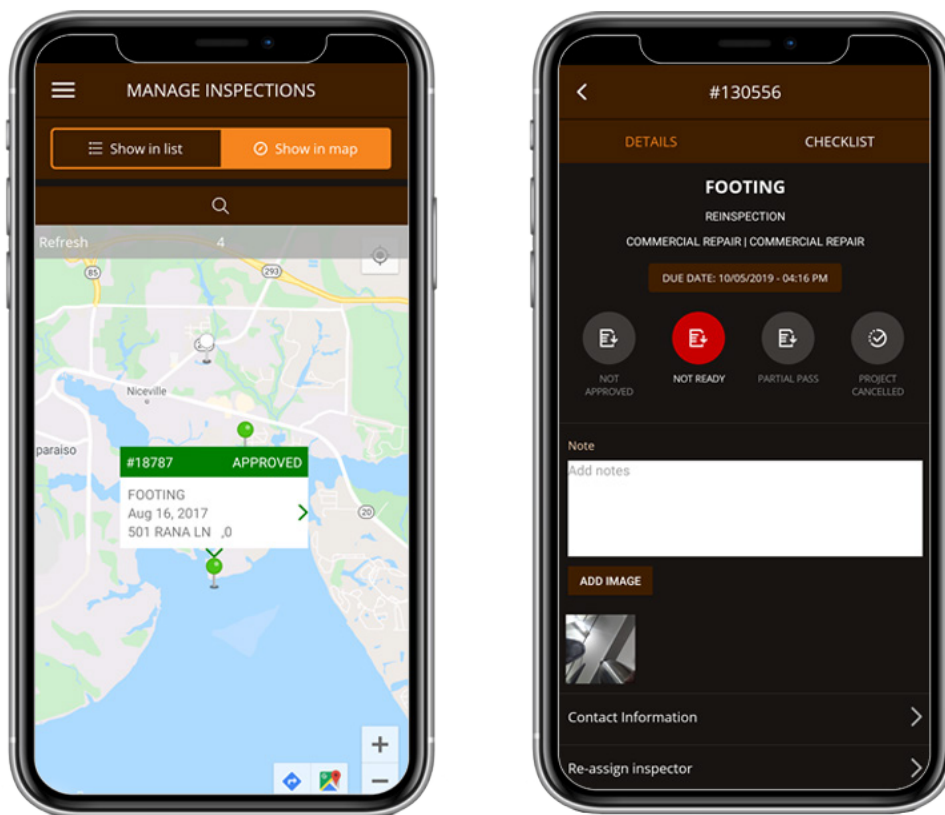 MANAGE INSPECTIONS
Show in list
Show in map
Refresh
4
85
293
Niceville
paraiso
#18787 APPROVED
FOOTING
Aug 16, 2017
501 RANA LN ,0
20
#130556
DETAILS
CHECKLIST
FOOTING
REINSPECTION
COMMERCIAL REPAIR | COMMERCIAL REPAIR
DUE DATE: 10/05/2019 - 04:16 PM
NOT
APPROVED
NOT READY
PARTIAL PASS
PROJECT
CANCELLED
Note
Add notes
ADD IMAGE
Contact Information
Re-assign inspector